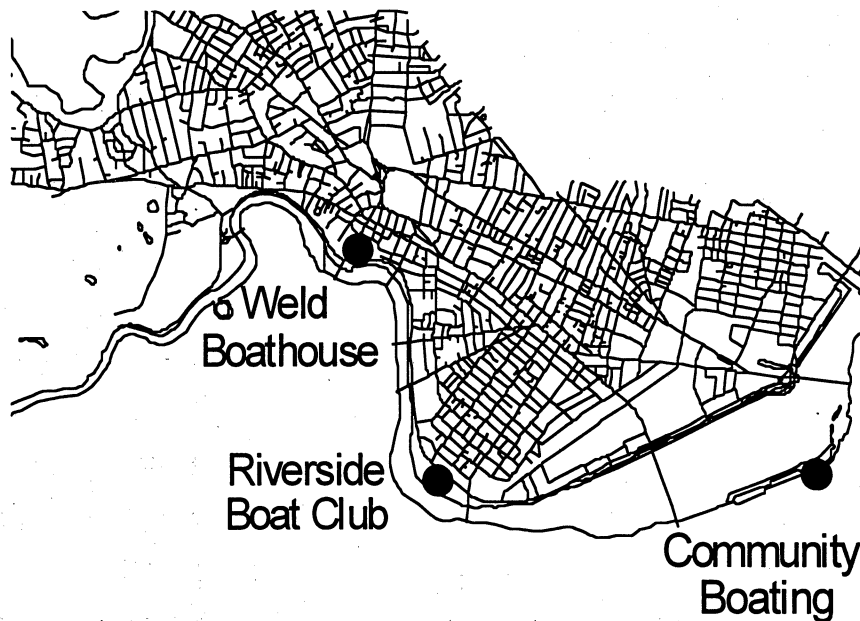 Weld
Boathouse
Riverside
Boat Club
Community
Boating